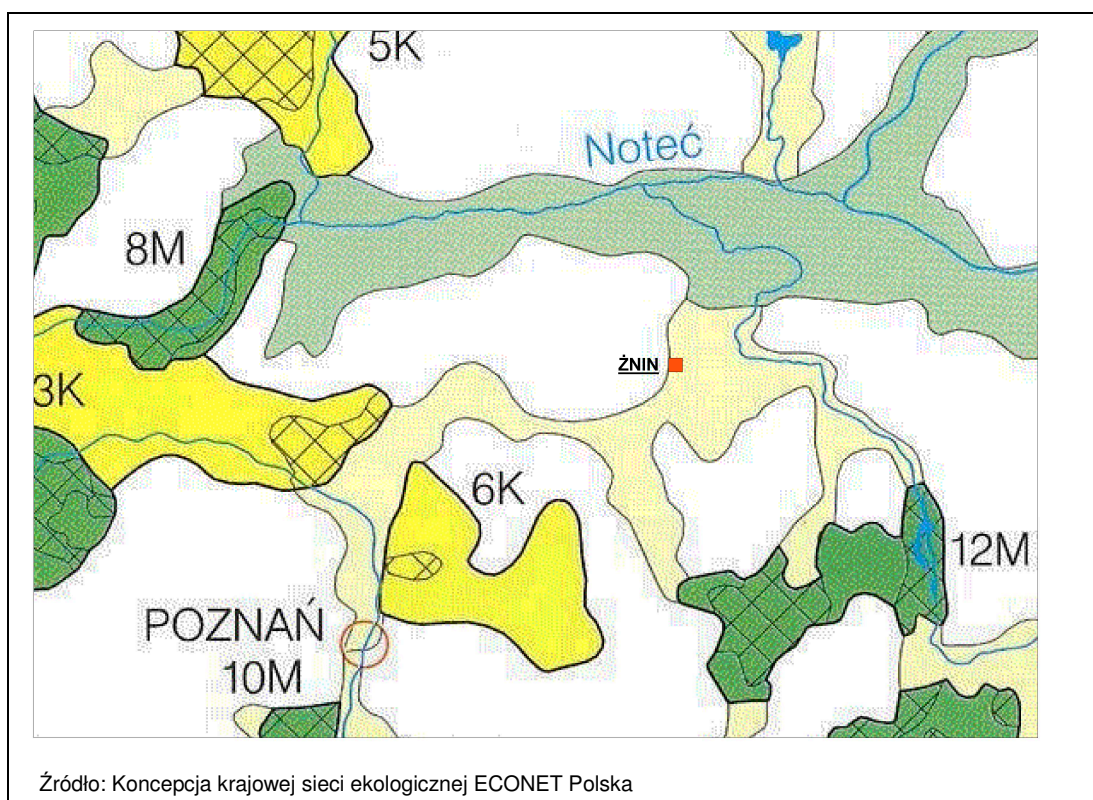 5K
Noteć
8M
ŻNIN
3K
6K
12M
POZNAŃ
10M
Źródło: Koncepcja krajowej sieci ekologicznej ECONET Polska